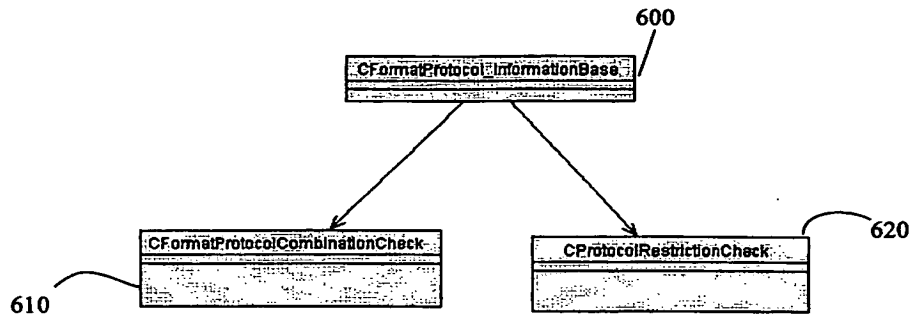 600
CFormatProtocol_InformationBase
CFormatProtocolCombinationCheck
CProtocolRestrictionCheck
620
610